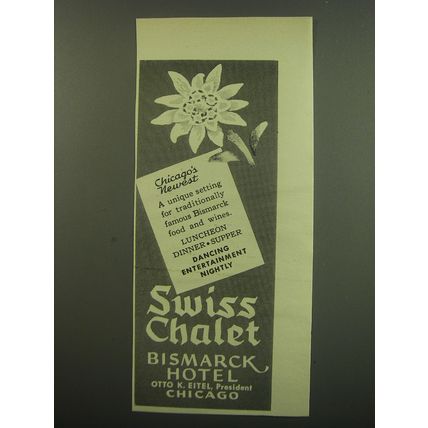 Chicago's
Newest
A unique setting
for traditionally
famous Bismarck
food and wines.
LUNCHEON
DINNER • SUPPER
DANCING
ENTERTAINMENT
NIGHTLY
Swiss
Chalet
BISMARCK
HOTEL
OTTO K. EITEL, President
CHICAGO